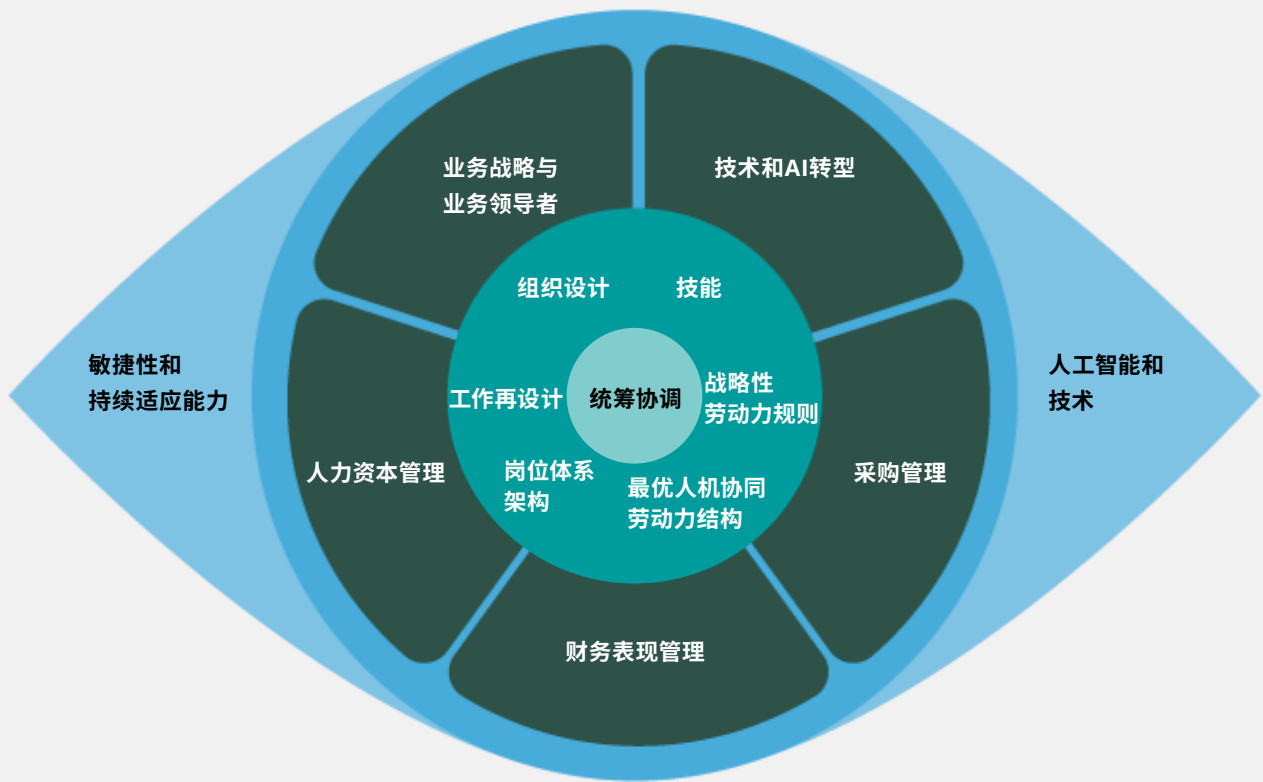 业务战略与
业务领导者
技术和AI转型
组织设计
技能
敏捷性和
持续适应能力
工作再设计
统筹协调
战略性
劳动力规则
人工智能和
技术
人力资本管理
岗位体系
架构
最优人机协同
劳动力结构
采购管理
财务表现管理